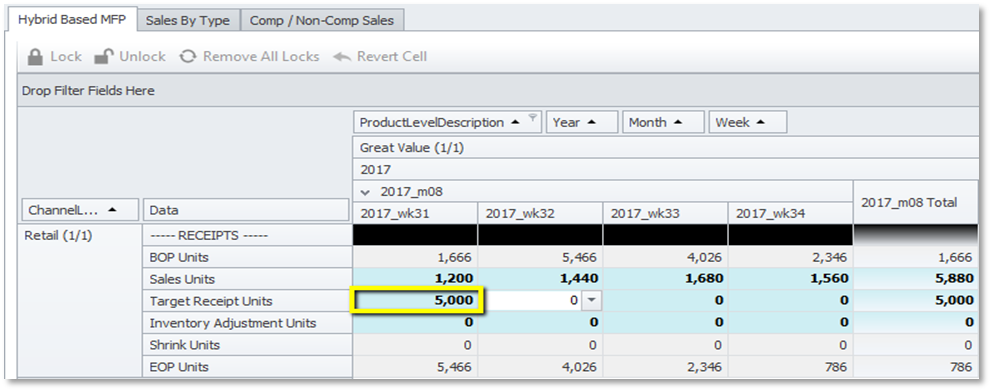 Hybrid Based MFP Sales By Type Comp / Non-Comp Sales
Lock Unlock Remove All Locks Revert Cell
Drop Filter Fields Here
ProductLevelDescription Year Month Week
Great Value (1/1)
2017
2017_m08
2017_m08 Total
ChannelL... Data 2017_wk31 2017_wk32 2017_wk33 2017_wk34
Retail (1/1) ----- RECEIPTS -----
BOP Units 1,666 5,466 4,026 2,346 1,666
Sales Units 1,200 1,440 1,680 1,560 5,880
Target Receipt Units 5,000 0 0 0 5,000
Inventory Adjustment Units 0 0 0 0 0
Shrink Units 0 0 0 0 0
EOP Units 5,466 4,026 2,346 786 786